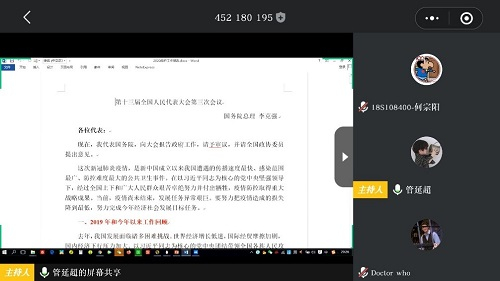 452 180 195
第十三届全国人民代表大会第三次会议。
国务院总理 李克强。
各位代表：
现在，我代表国务院，向大会报告政府工作，请予审议，并请全国政协委员
提出意见。
这次新冠肺炎疫情，是新中国成立以来我国遭遇的传播速度最快、感染范围
最广、防控难度最大的公共卫生事件。在以习近平同志为核心的党中央坚强领导
下，经过全国上下和广大人民群众艰苦卓绝努力并付出牺牲，疫情防控取得重大
战略成果。当前，疫情尚未结束，发展任务异常艰巨。要努力把疫情造成的损失
降到最低，努力完成今年经济社会发展目标任务。
一、2019 年和今年以来工作回顾
去年，我国发展面临诸多困难挑战。世界经济增长低迷，国际经贸摩擦加剧，
国内经济下行压力加大。以习近平同志为核心的党中央团结带领全国各族人民攻
18S108400-何宗阳
主持人 管延超
Doctor who
主持人 管延超的屏幕共享